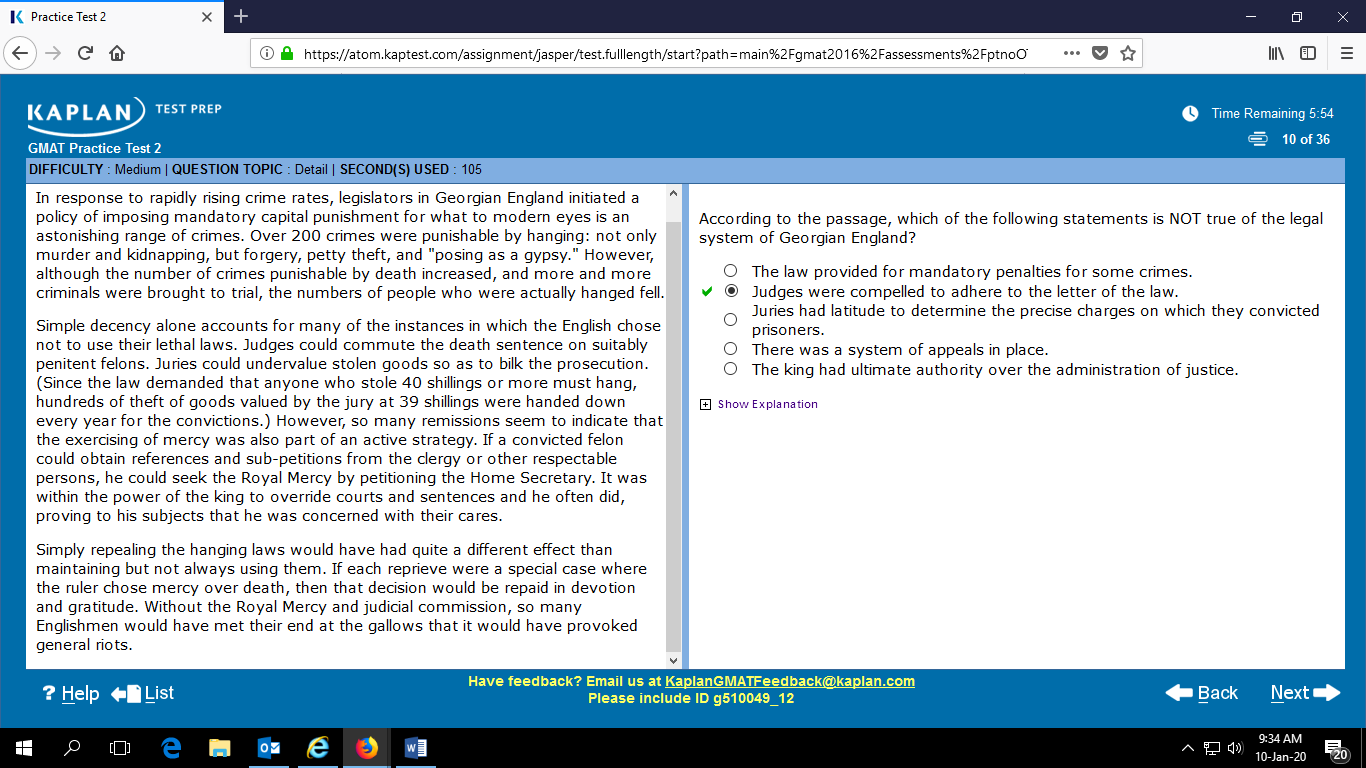 Practice Test 2
https://atom.kaptest.com/assignment/jasper/test.fulllength/start?path=main%2Fgmat2016%2Fassessments%2FptnoO
KAPLAN TEST PREP
Time Remaining 5:54
GMAT Practice Test 2
10 of 36
DIFFICULTY : Medium | QUESTION TOPIC : Detail | SECOND(S) USED : 105
In response to rapidly rising crime rates, legislators in Georgian England initiated a
policy of imposing mandatory capital punishment for what to modern eyes is an
astonishing range of crimes. Over 200 crimes were punishable by hanging: not only
murder and kidnapping, but forgery, petty theft, and "posing as a gypsy." However,
although the number of crimes punishable by death increased, and more and more
criminals were brought to trial, the numbers of people who were actually hanged fell.
Simple decency alone accounts for many of the instances in which the English chose
not to use their lethal laws. Judges could commute the death sentence on suitably
penitent felons. Juries could undervalue stolen goods so as to bilk the prosecution.
(Since the law demanded that anyone who stole 40 shillings or more must hang,
hundreds of theft of goods valued by the jury at 39 shillings were handed down
every year for the convictions.) However, so many remissions seem to indicate that
the exercising of mercy was also part of an active strategy. If a convicted felon
could obtain references and sub-petitions from the clergy or other respectable
persons, he could seek the Royal Mercy by petitioning the Home Secretary. It was
within the power of the king to override courts and sentences and he often did,
proving to his subjects that he was concerned with their cares.
Simply repealing the hanging laws would have had quite a different effect than
maintaining but not always using them. If each reprieve were a special case where
the ruler chose mercy over death, then that decision would be repaid in devotion
and gratitude. Without the Royal Mercy and judicial commission, so many
Englishmen would have met their end at the gallows that it would have provoked
general riots.
According to the passage, which of the following statements is NOT true of the legal
system of Georgian England?
The law provided for mandatory penalties for some crimes.
Judges were compelled to adhere to the letter of the law.
Juries had latitude to determine the precise charges on which they convicted
prisoners.
There was a system of appeals in place.
The king had ultimate authority over the administration of justice.
Show Explanation
? Help
List
Have feedback? Email us at KaplanGMATFeedback@kaplan.com
Please include ID g510049_12
Back
Next
9:34 AM
10-Jan-20
20